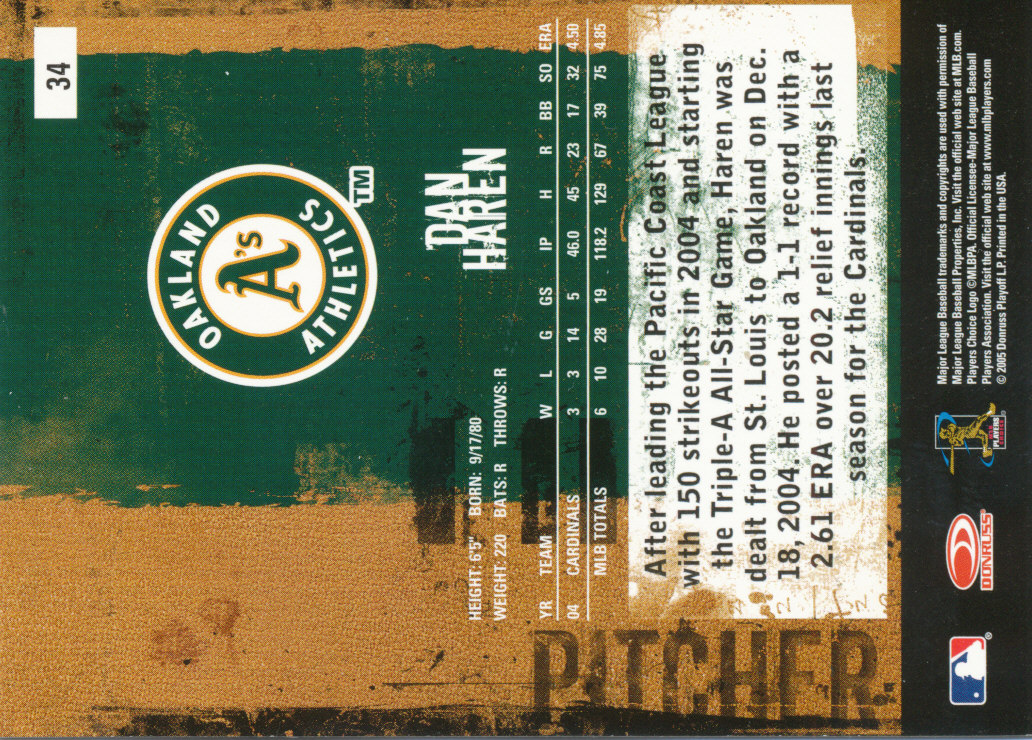 34
OAKLAND
A's
ATHLETICS
TM
DAN
HAREN
HEIGHT: 6'5" BORN: 9/17/80
WEIGHT: 220 BATS: R THROWS: R
YR TEAM W L G GS IP H R BB SO ERA
04 CARDINALS 3 3 14 5 46.0 45 23 17 32 4.50
MLB TOTALS 6 10 28 19 118.2 129 67 39 75 4.85
After leading the Pacific Coast League
with 150 strikeouts in 2004 and starting
the Triple-A All-Star Game, Haren was
dealt from St. Louis to Oakland on Dec.
18, 2004. He posted a 1-1 record with a
2.61 ERA over 20.2 relief innings last
season for the Cardinals.
PITCHER
®
DONRUSS
PLAYERS
CHOICE
Major League Baseball trademarks and copyrights are used with permission of
Major League Baseball Properties, Inc. Visit the official web site at MLB.com.
Players Choice Logo ©MLBPA. Official Licensee-Major League Baseball
Players Association. Visit the official web site at www.mlbplayers.com
© 2005 Donruss Playoff L.P. Printed in the USA.